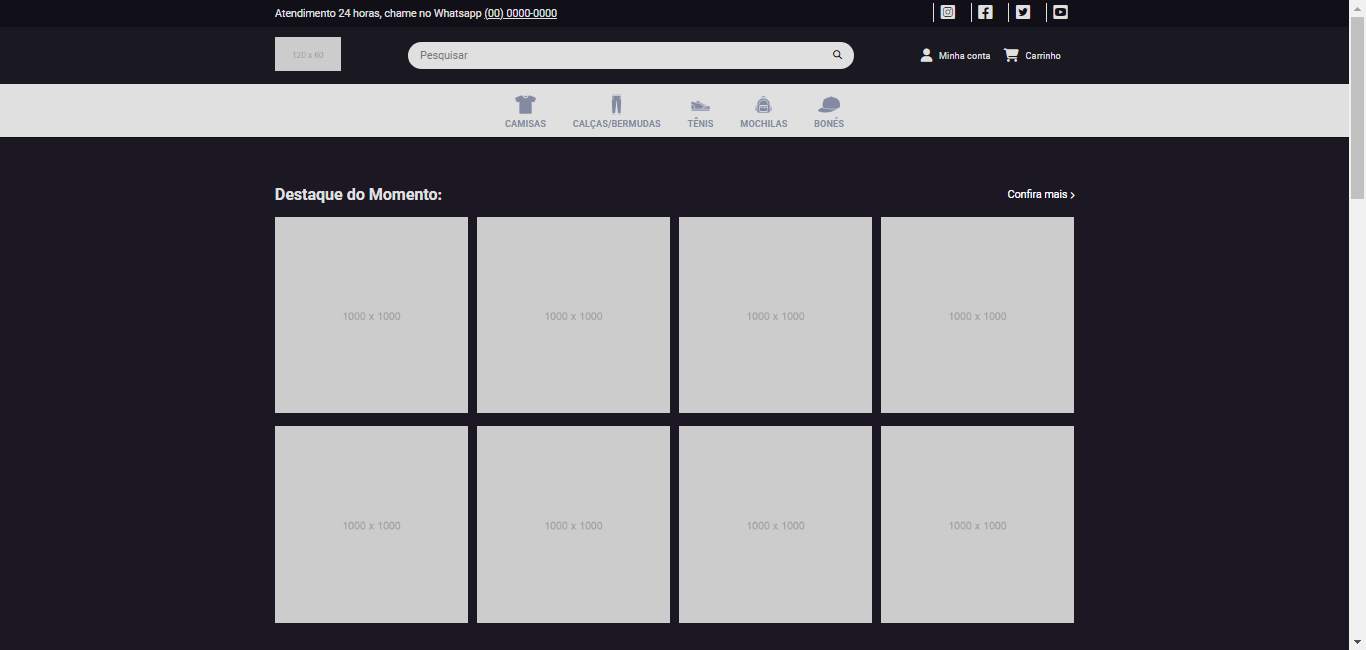 Atendimento 24 horas, chame no Whatsapp (00) 0000-0000
120 x 60
Pesquisar
Minha conta
Carrinho
CAMISAS
CALÇAS/BERMUDAS
TÊNIS
MOCHILAS
BONÉS
Destaque do Momento:
Confira mais >
1000 x 1000
1000 x 1000
1000 x 1000
1000 x 1000
1000 x 1000
1000 x 1000
1000 x 1000
1000 x 1000